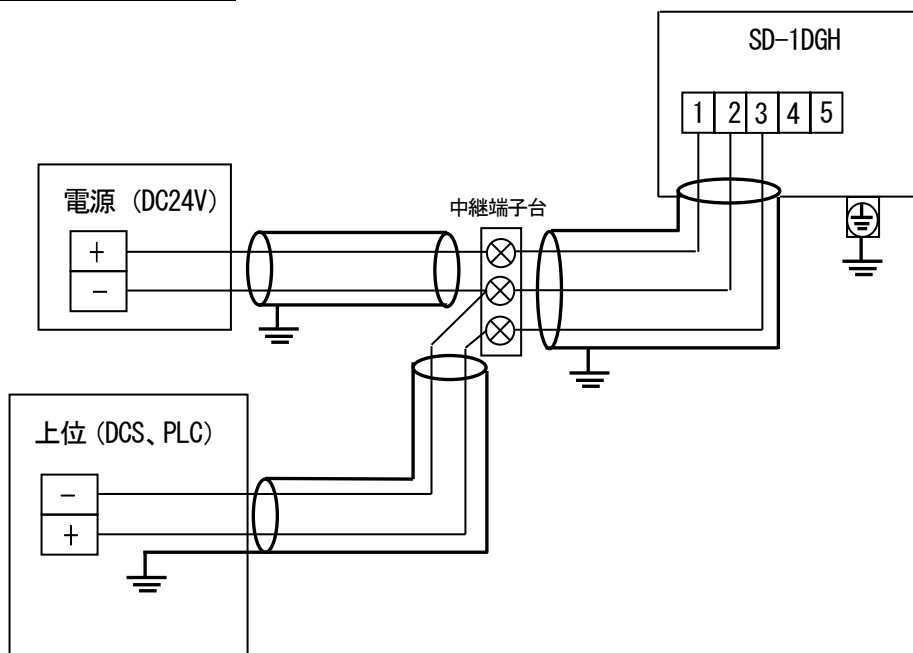 SD-1DGH
1 2 3 4 5
電源 (DC24V)
+
−
中継端子台
上位 (DCS、PLC)
−
+